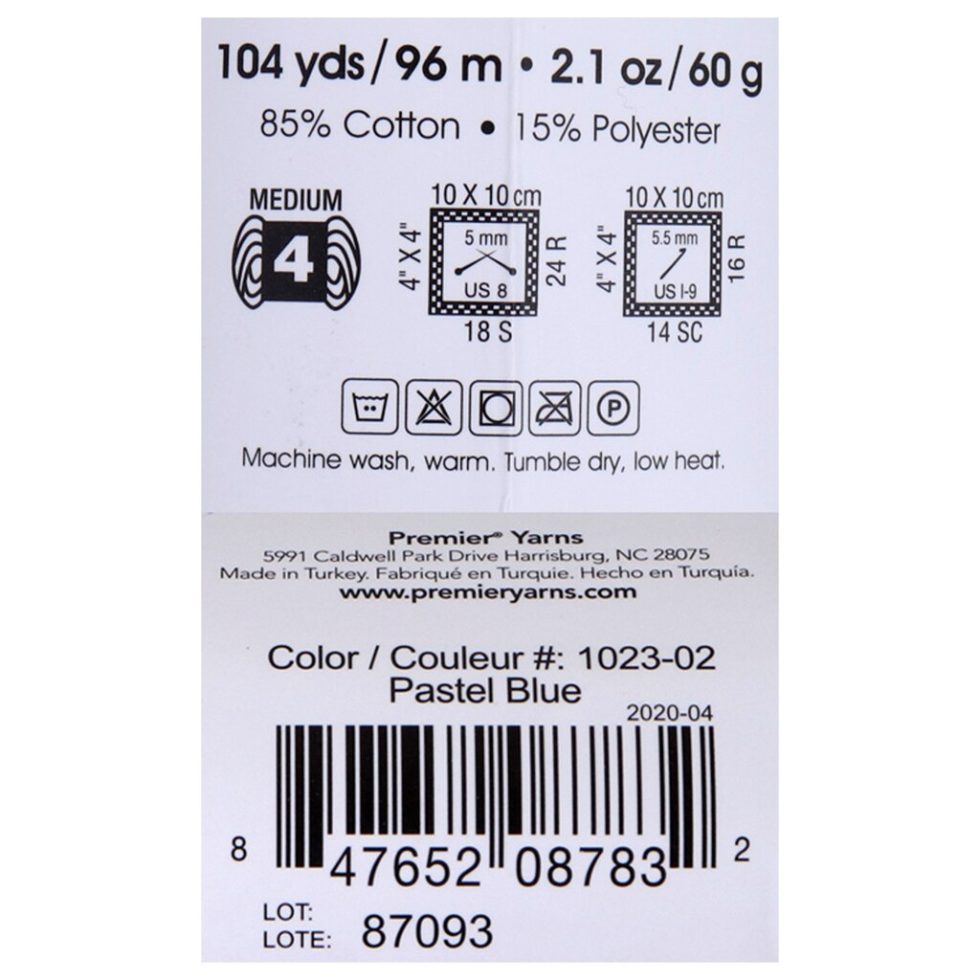 104 yds/96 m • 2.1 oz/60 g
85% Cotton • 15% Polyester
MEDIUM
4
10 X 10 cm
4" X 4"
5 mm
US 8
24 R
18 S
10 X 10 cm
4" X 4"
5.5 mm
US I-9
16 R
14 SC
P
Machine wash, warm. Tumble dry, low heat.
Premier® Yarns
5991 Caldwell Park Drive Harrisburg, NC 28075
Made in Turkey. Fabriqué en Turquie. Hecho en Turquía.
www.premieryarns.com
Color / Couleur #: 1023-02
Pastel Blue
2020-04
8 47652 08783 2
LOT:
LOTE: 87093